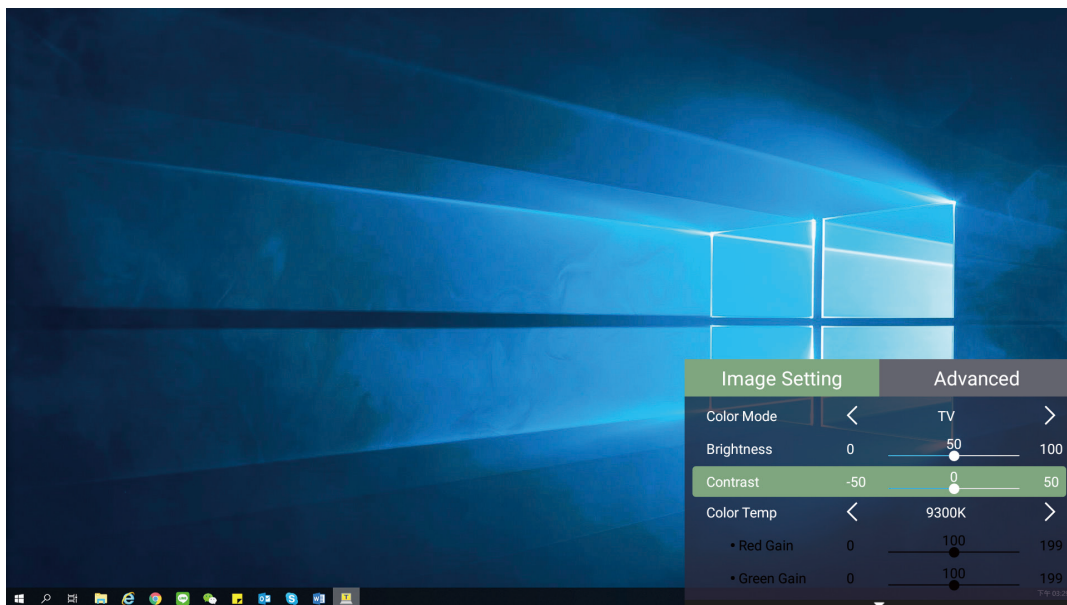 Image Setting Advanced
Color Mode TV
Brightness 0 50 100
Contrast -50 0 50
Color Temp 9300K
• Red Gain 0 100 199
• Green Gain 0 100 199